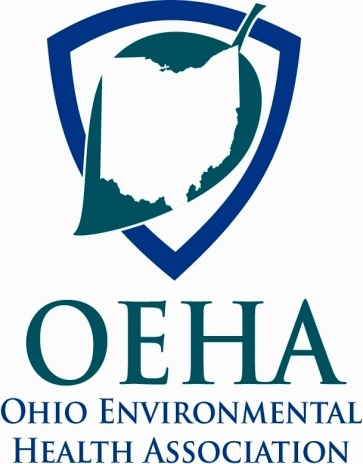 OEHA
OHIO ENVIRONMENTAL
HEALTH ASSOCIATION